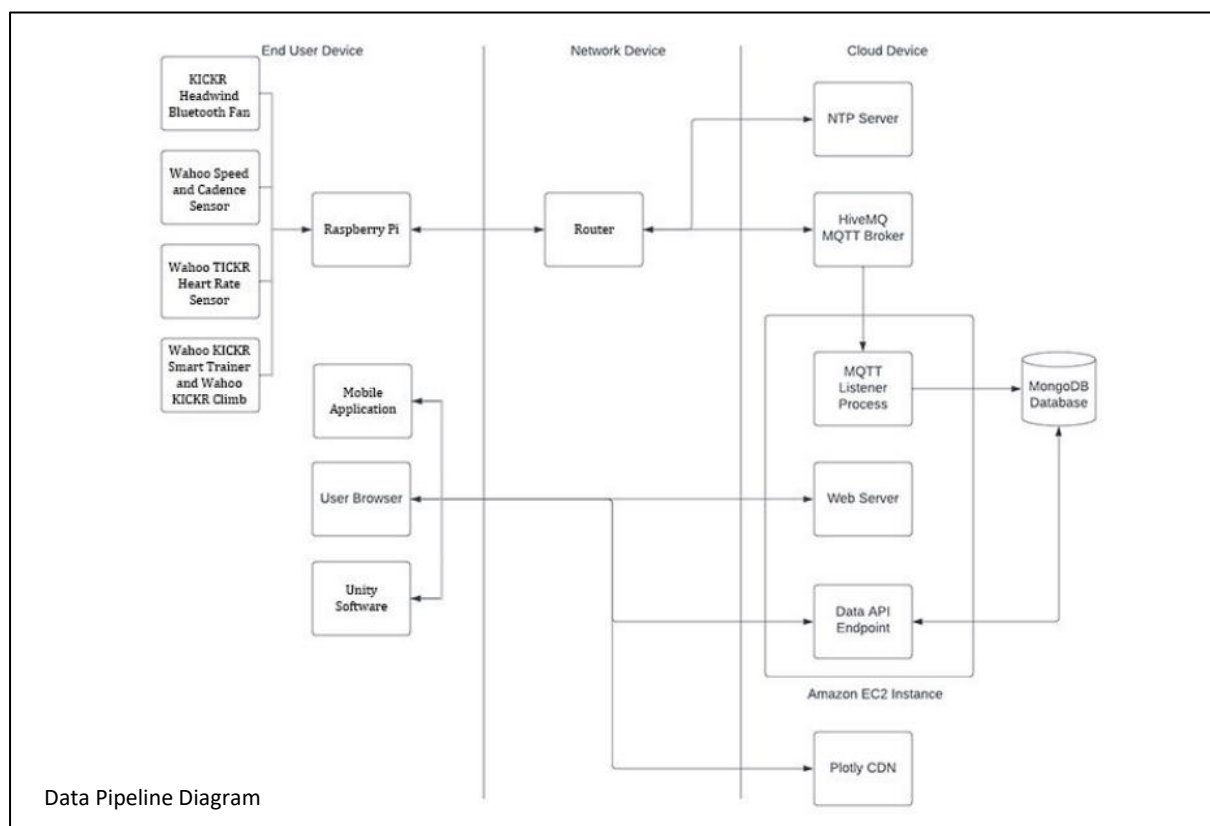 End User Device
Network Device
Cloud Device
KICKR
Headwind
Bluetooth Fan
Wahoo Speed
and Cadence
Sensor
Wahoo TICKR
Heart Rate
Sensor
Wahoo KICKR
Smart Trainer
and Wahoo
KICKR Climb
Raspberry Pi
Mobile
Application
User Browser
Unity
Software
Router
NTP Server
HiveMQ
MQTT Broker
MQTT
Listener
Process
MongoDB
Database
Web Server
Data API
Endpoint
Amazon EC2 Instance
Plotly CDN
Data Pipeline Diagram